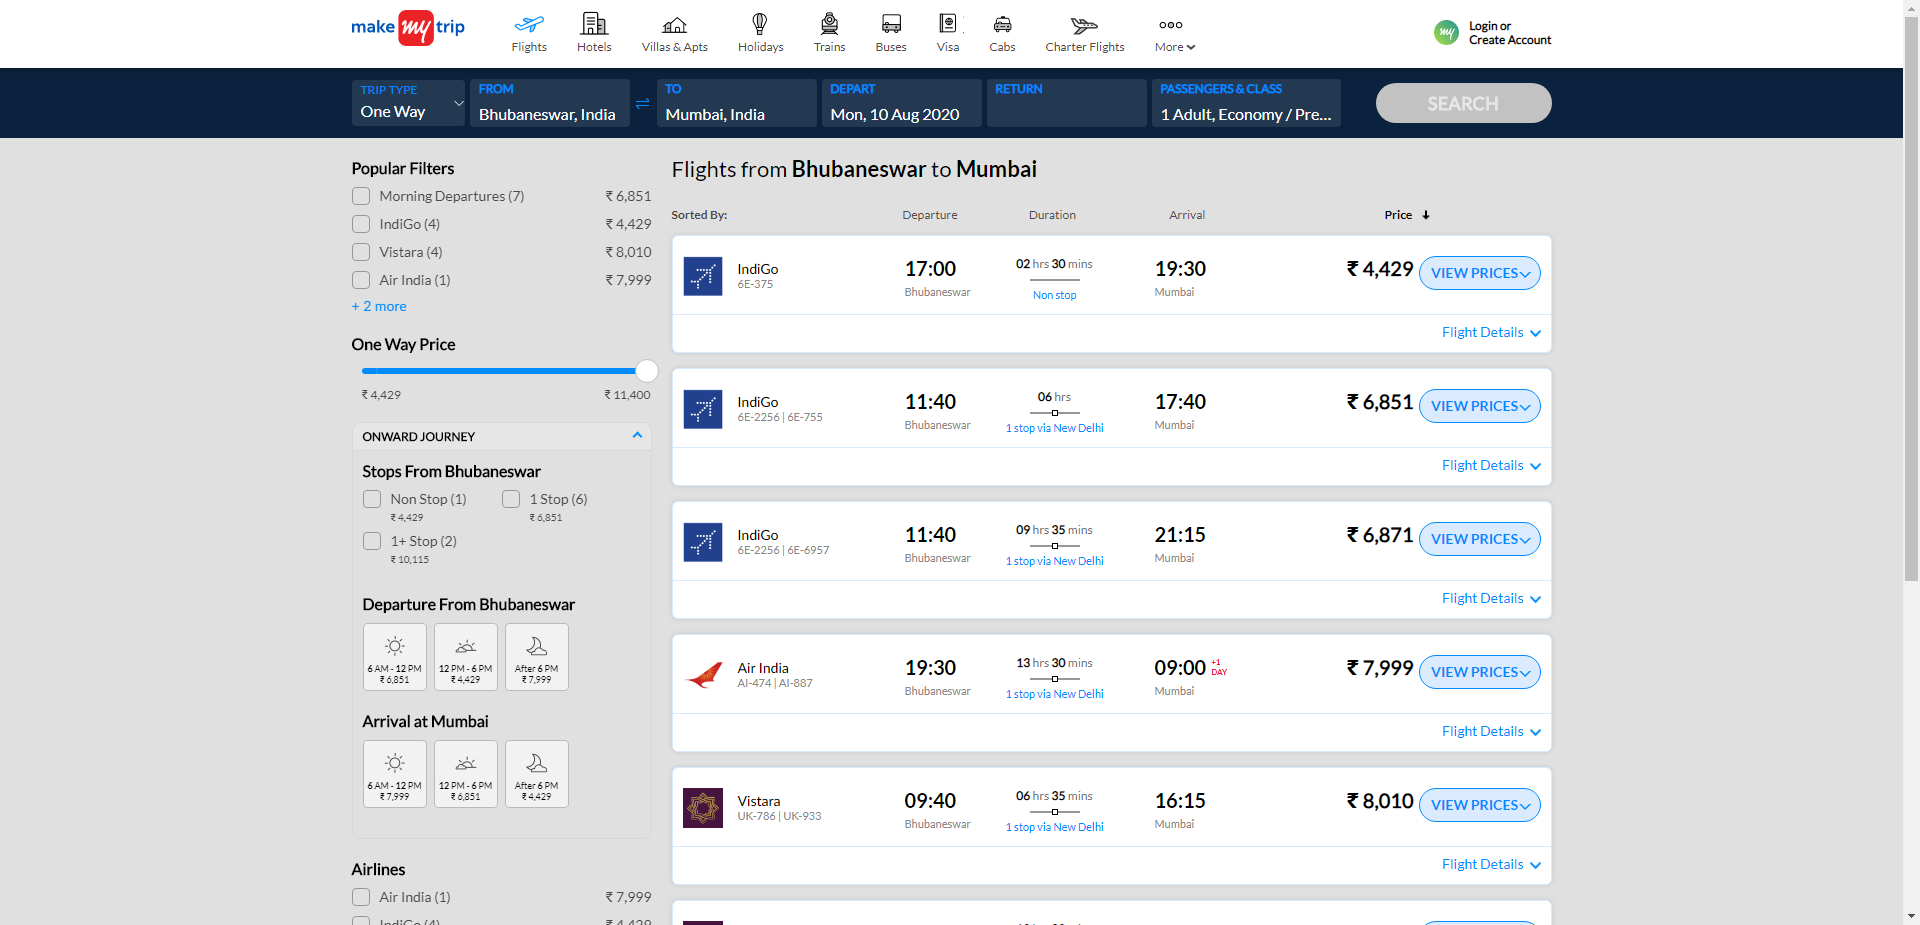 make my trip
Flights
Hotels
Villas & Apts
Holidays
Trains
Buses
Visa
Cabs
Charter Flights
More
my
Login or
Create Account
TRIP TYPE
One Way
FROM
Bhubaneswar, India
TO
Mumbai, India
DEPART
Mon, 10 Aug 2020
RETURN
PASSENGERS & CLASS
1 Adult, Economy / Pre...
SEARCH
Popular Filters
Morning Departures (7) ₹ 6,851
IndiGo (4) ₹ 4,429
Vistara (4) ₹ 8,010
Air India (1) ₹ 7,999
+ 2 more
One Way Price
₹ 4,429 ₹ 11,400
ONWARD JOURNEY
Stops From Bhubaneswar
Non Stop (1) 1 Stop (6)
₹ 4,429 ₹ 6,851
1+ Stop (2)
₹ 10,115
Departure From Bhubaneswar
6 AM - 12 PM 12 PM - 6 PM After 6 PM
₹ 6,851 ₹ 4,429 ₹ 7,999
Arrival at Mumbai
6 AM - 12 PM 12 PM - 6 PM After 6 PM
₹ 7,999 ₹ 6,851 ₹ 4,429
Airlines
Air India (1) ₹ 7,999
IndiGo (4) ₹ 4,429
Flights from Bhubaneswar to Mumbai
Sorted By: Departure Duration Arrival Price
IndiGo 17:00 02 hrs 30 mins 19:30 ₹ 4,429 VIEW PRICES
6E-375 Bhubaneswar Non stop Mumbai
Flight Details
IndiGo 11:40 06 hrs 17:40 ₹ 6,851 VIEW PRICES
6E-2256 | 6E-755 Bhubaneswar 1 stop via New Delhi Mumbai
Flight Details
IndiGo 11:40 09 hrs 35 mins 21:15 ₹ 6,871 VIEW PRICES
6E-2256 | 6E-6957 Bhubaneswar 1 stop via New Delhi Mumbai
Flight Details
Air India 19:30 13 hrs 30 mins 09:00 +1 DAY ₹ 7,999 VIEW PRICES
AI-474 | AI-887 Bhubaneswar 1 stop via New Delhi Mumbai
Flight Details
Vistara 09:40 06 hrs 35 mins 16:15 ₹ 8,010 VIEW PRICES
UK-786 | UK-933 Bhubaneswar 1 stop via New Delhi Mumbai
Flight Details